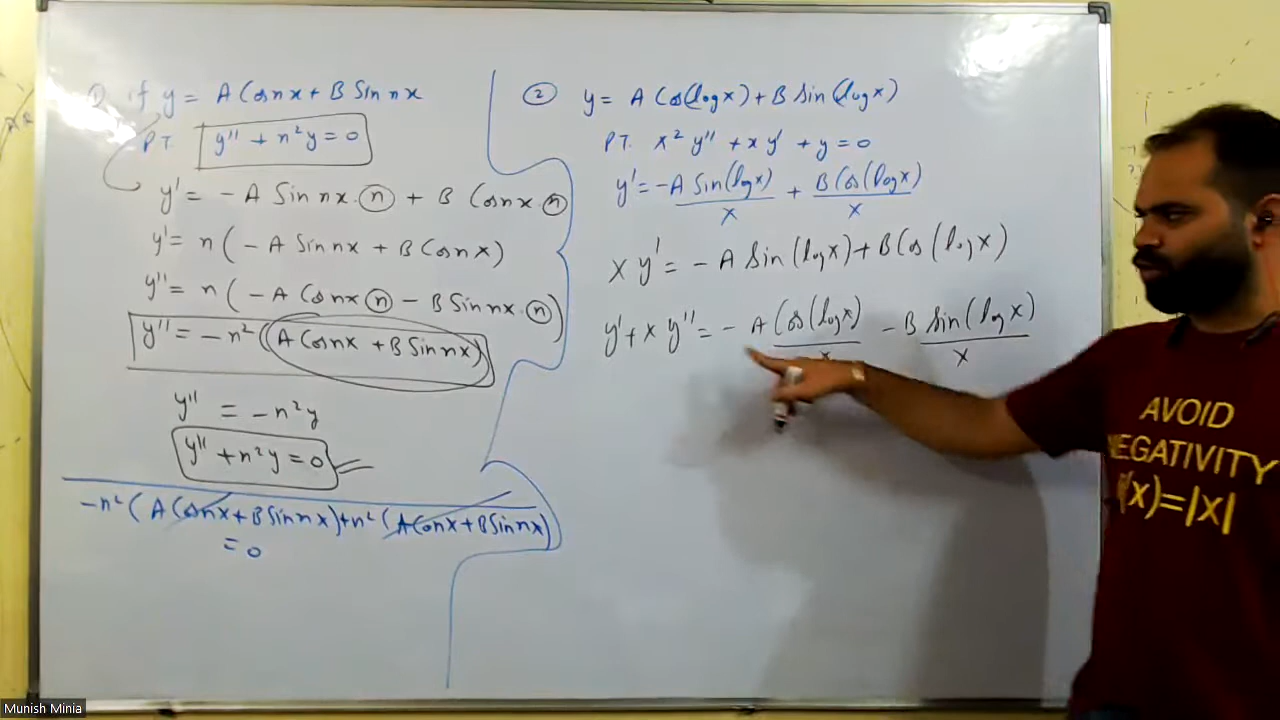 ① if y = A Cos nx + B Sin nx
P.T. y'' + n²y = 0
y' = - A Sin nx · n + B Cos nx · n
y' = n ( - A Sin nx + B Cos nx )
y'' = n ( - A Cos nx n - B Sin nx · n )
y'' = - n² ( A Cos nx + B Sin nx )
y'' = - n²y
y'' + n²y = 0
- n² ( A Cos nx + B Sin nx ) + n² ( A Cos nx + B Sin nx )
= 0
② y = A Cos(log x) + B Sin(log x)
P.T. x² y'' + x y' + y = 0
y' = -A Sin(log x)/x + B Cos(log x)/x
x y' = - A Sin(log x) + B Cos(log x)
y' + x y'' = - A Cos(log x)/x - B Sin(log x)/x
AVOID
NEGATIVITY
f(x)=|x|
Munish Minia